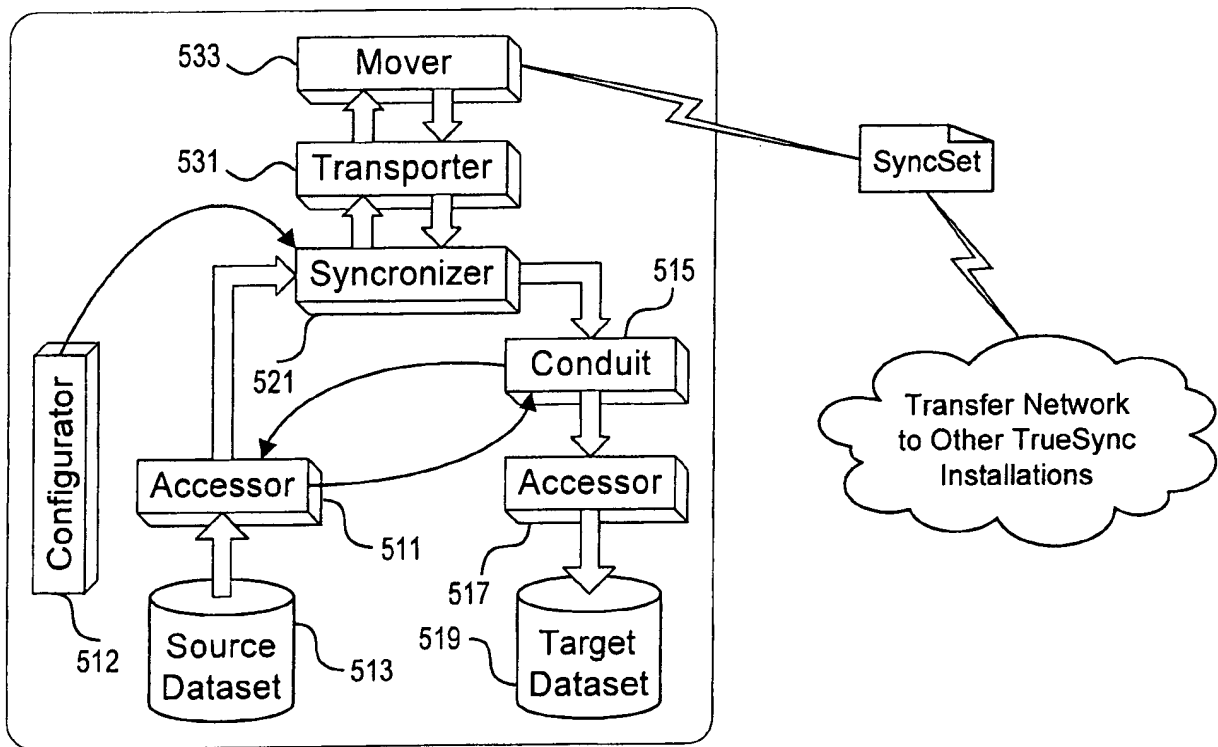 533
Mover
531
Transporter
SyncSet
Syncronizer
515
521
Conduit
Configurator
Transfer Network
to Other TrueSync
Installations
Accessor
Accessor
511
517
512
Source
Dataset
513
519
Target
Dataset